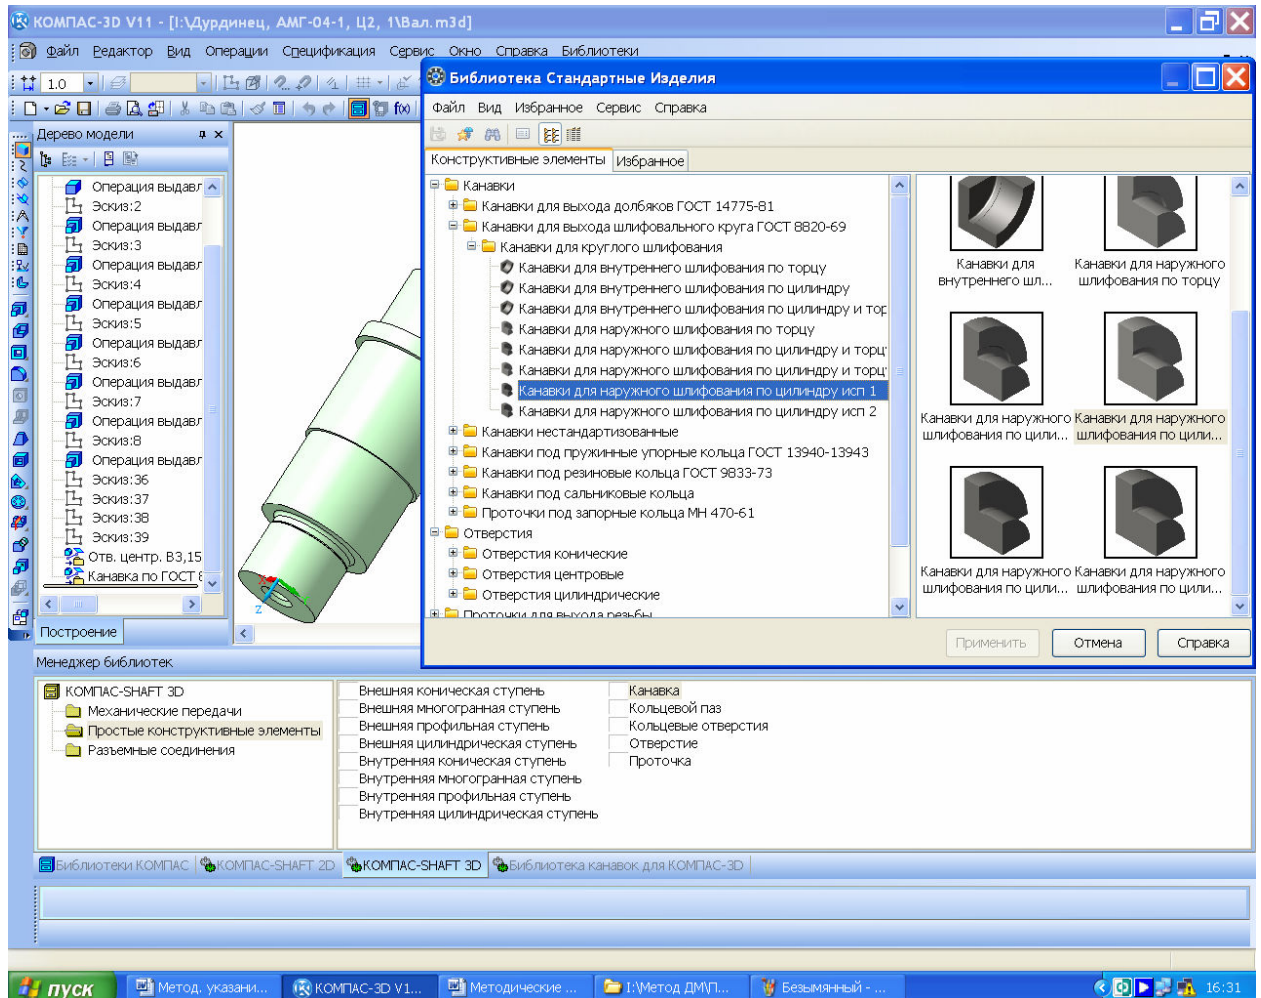 КОМПАС-3D V11 - [I:\Дурдинец, АМГ-04-1, Ц2, 1\Вал.m3d]
Файл Редактор Вид Операции Спецификация Сервис Окно Справка Библиотеки
1.0
f(x)
Дерево модели
Операция выдавл
Эскиз:2
Операция выдавл
Эскиз:3
Операция выдавл
Эскиз:4
Операция выдавл
Эскиз:5
Операция выдавл
Эскиз:6
Операция выдавл
Эскиз:7
Операция выдавл
Эскиз:8
Операция выдавл
Эскиз:36
Эскиз:37
Эскиз:38
Эскиз:39
Отв. центр. В3,15
Канавка по ГОСТ 8
Построение
Z
Библиотека Стандартные Изделия
Файл Вид Избранное Сервис Справка
Конструктивные элементы Избранное
Канавки
Канавки для выхода долбяков ГОСТ 14775-81
Канавки для выхода шлифовального круга ГОСТ 8820-69
Канавки для круглого шлифования
Канавки для внутреннего шлифования по торцу
Канавки для внутреннего шлифования по цилиндру
Канавки для внутреннего шлифования по цилиндру и тор
Канавки для наружного шлифования по торцу
Канавки для наружного шлифования по цилиндру и торц
Канавки для наружного шлифования по цилиндру и торц
Канавки для наружного шлифования по цилиндру исп 1
Канавки для наружного шлифования по цилиндру исп 2
Канавки нестандартизованные
Канавки под пружинные упорные кольца ГОСТ 13940-13943
Канавки под резиновые кольца ГОСТ 9833-73
Канавки под сальниковые кольца
Проточки под запорные кольца МН 470-61
Отверстия
Отверстия конические
Отверстия центровые
Отверстия цилиндрические
Проточки для выхода резьбы
Канавки для внутреннего шл...
Канавки для наружного шлифования по торцу
Канавки для наружного шлифования по цили...
Канавки для наружного шлифования по цили...
Канавки для наружного шлифования по цили...
Канавки для наружного шлифования по цили...
Применить Отмена Справка
Менеджер библиотек
КОМПАС-SHAFT 3D
Механические передачи
Простые конструктивные элементы
Разъемные соединения
Внешняя коническая ступень
Внешняя многогранная ступень
Внешняя профильная ступень
Внешняя цилиндрическая ступень
Внутренняя коническая ступень
Внутренняя многогранная ступень
Внутренняя профильная ступень
Внутренняя цилиндрическая ступень
Канавка
Кольцевой паз
Кольцевые отверстия
Отверстие
Проточка
Библиотеки КОМПАС КОМПАС-SHAFT 2D КОМПАС-SHAFT 3D Библиотека канавок для КОМПАС-3D
пуск Метод. указани... КОМПАС-3D V1... Методические ... I:\Метод ДМ\П... Безымянный - ... 16:31